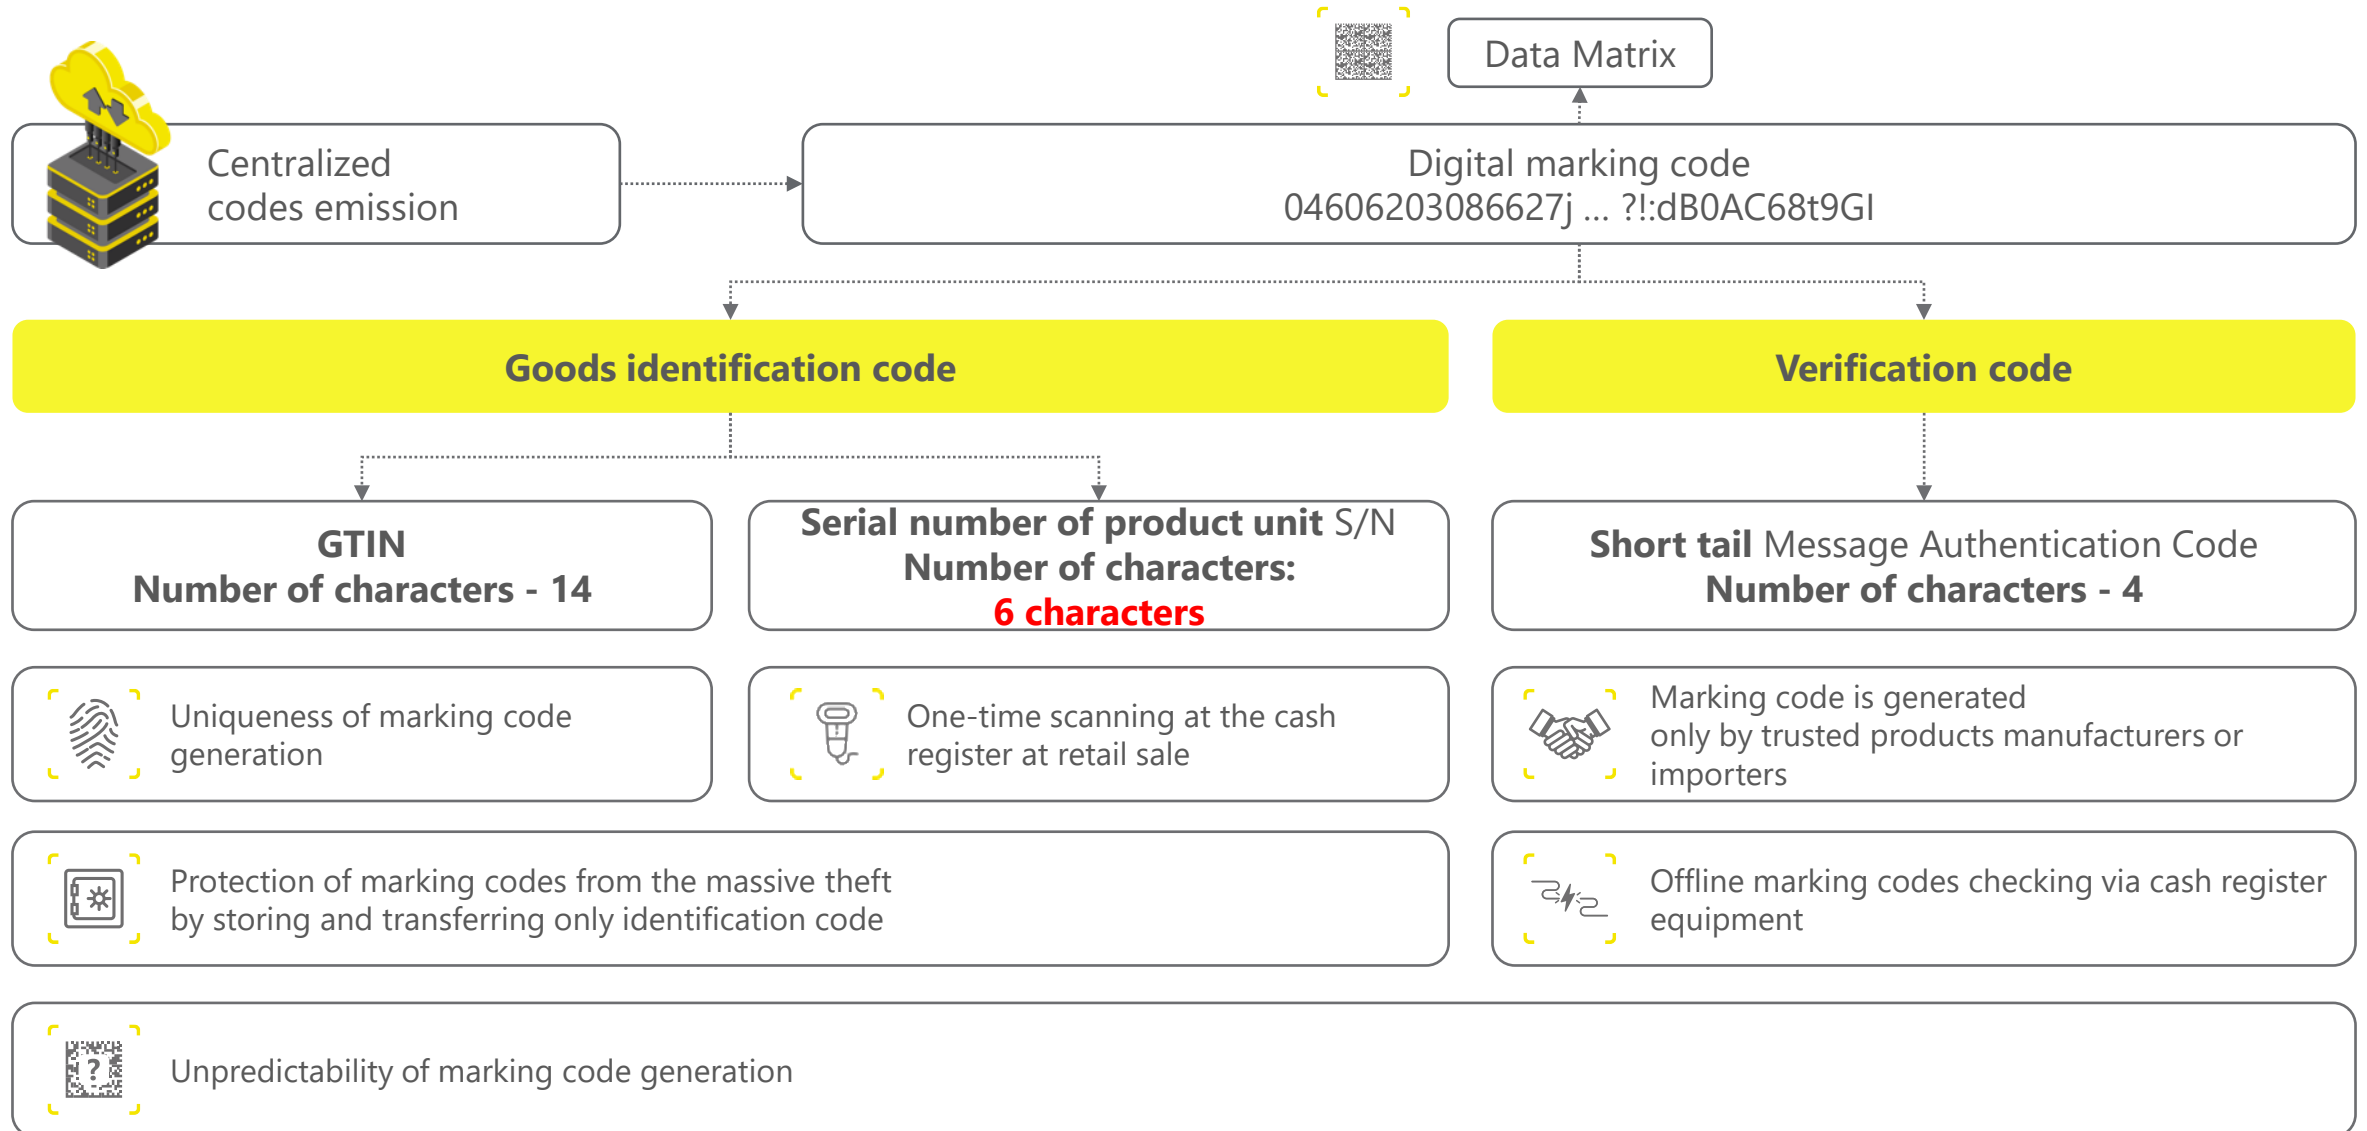 Data Matrix
Centralized
codes emission
Digital marking code
04606203086627j ... ?!:dB0AC68t9GI
Goods identification code
Verification code
GTIN
Number of characters - 14
Serial number of product unit S/N
Number of characters:
6 characters
Short tail Message Authentication Code
Number of characters - 4
Uniqueness of marking code
generation
One-time scanning at the cash
register at retail sale
Marking code is generated
only by trusted products manufacturers or
importers
Protection of marking codes from the massive theft
by storing and transferring only identification code
Offline marking codes checking via cash register
equipment
?
Unpredictability of marking code generation